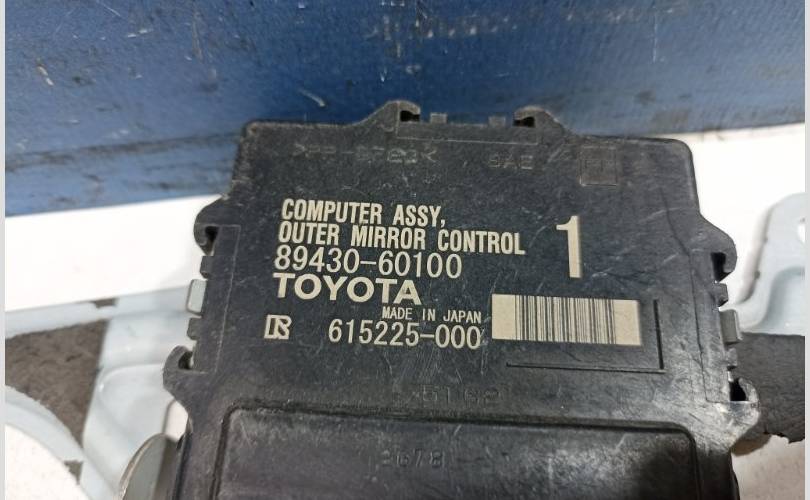 COMPUTER ASSY,
OUTER MIRROR CONTROL
1
89430-60100
TOYOTA
MADE IN JAPAN
615225-000